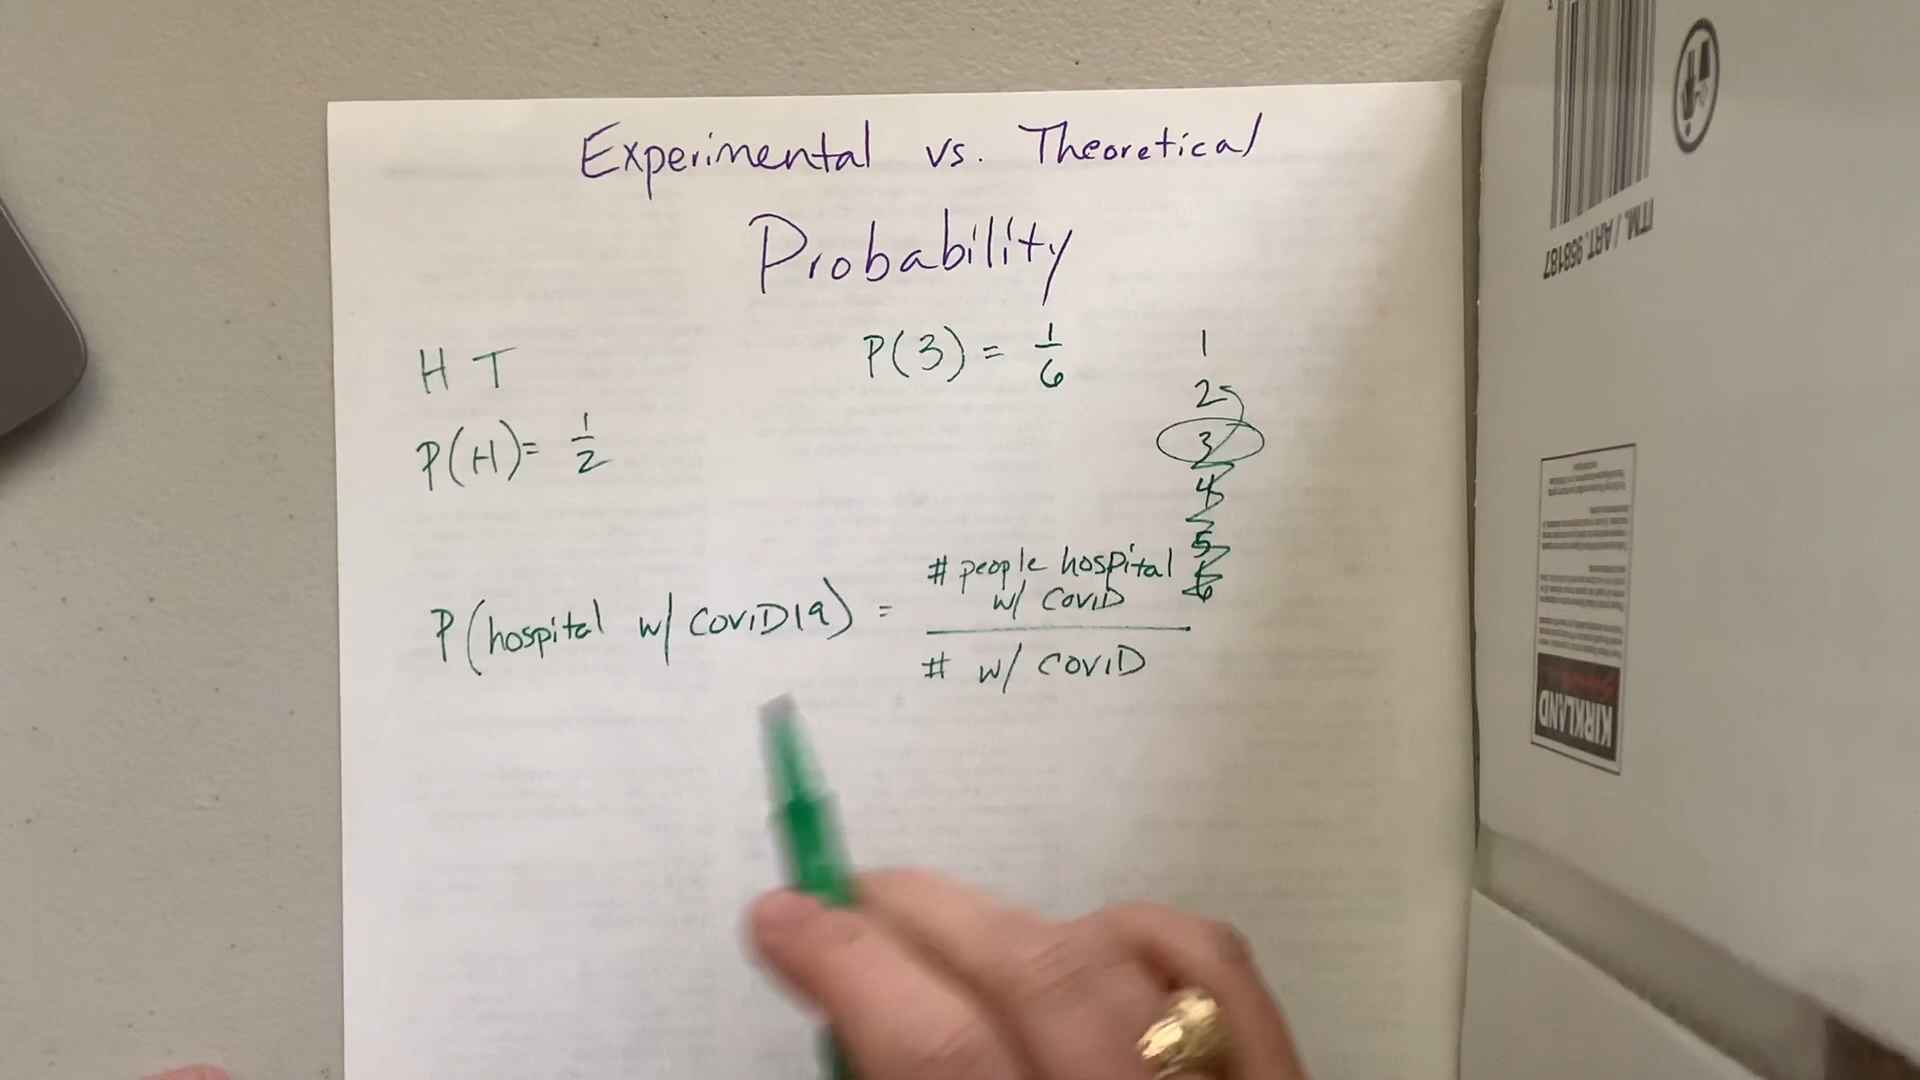 Experimental vs. Theoretical
Probability
H T
P(H) = 1/2
P(3) = 1/6
1
2
3
4
5
6
P(hospital w/ COVID19) =
# people hospital
w/ COVID
# w/ COVID
ITM. / ART. 958187
KIRKLAND